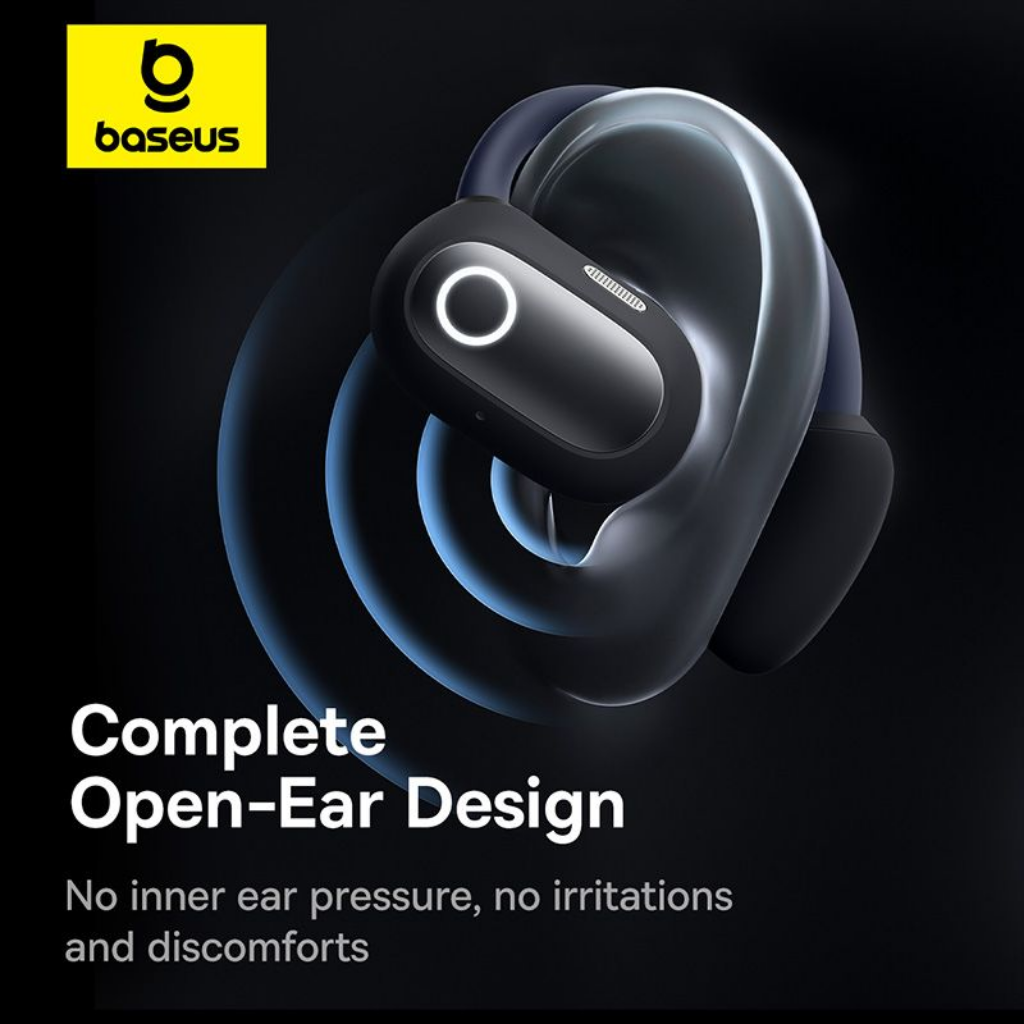 baseus
Complete
Open-Ear Design
No inner ear pressure, no irritations
and discomforts